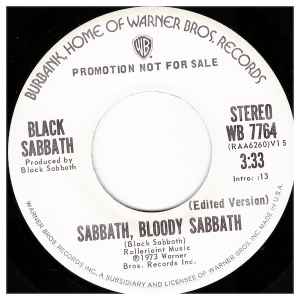 BURBANK, HOME OF WARNER BROS. RECORDS
WB
PROMOTION NOT FOR SALE
BLACK
SABBATH
Produced by
Black Sabbath
STEREO
WB 7764
(RAA6260)V15
3:33
Intro: :13
(Edited Version)
SABBATH, BLOODY SABBATH
(Black Sabbath)
Rollerjoint Music
℗1973 Warner
Bros. Records Inc.
WARNER BROS. RECORDS INC. A SUBSIDIARY AND LICENSEE OF WARNER BROS. INC.
MADE IN U.S.A.